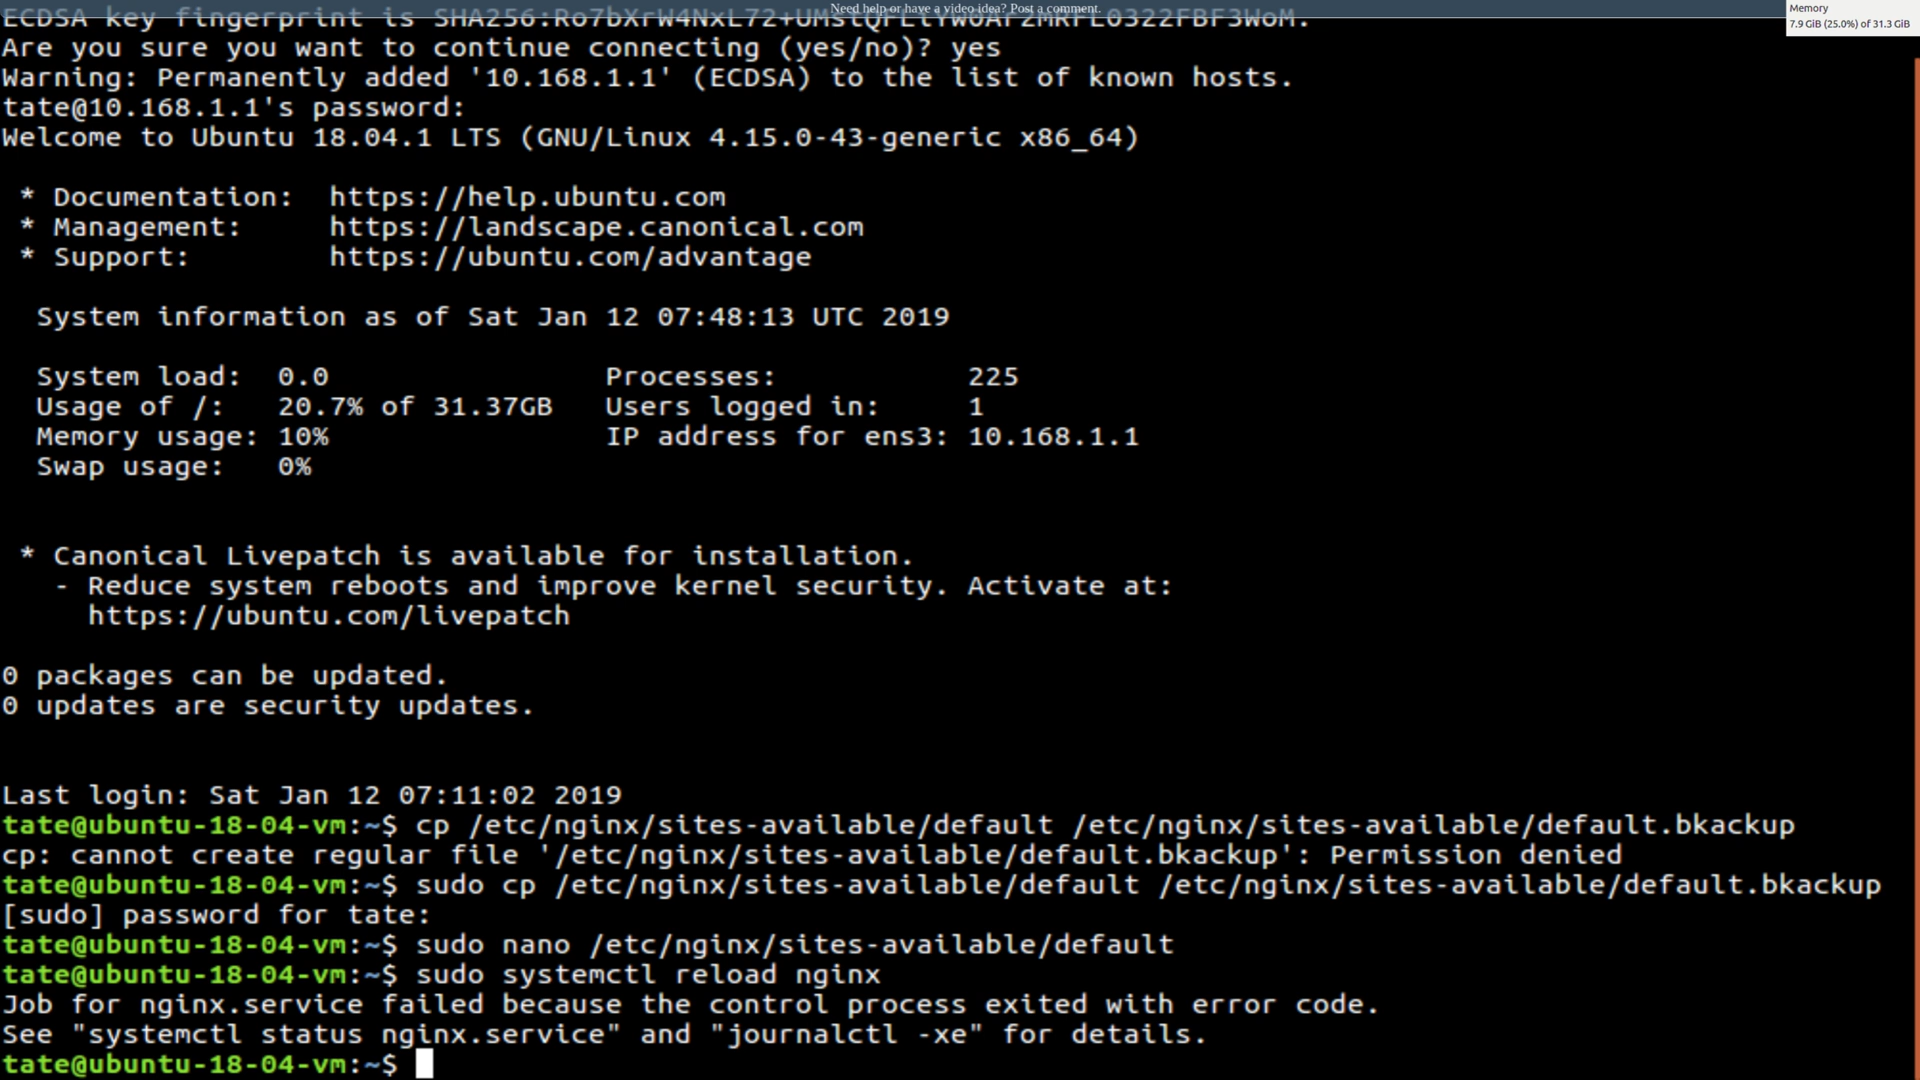 Need help or have a video idea? Post a comment.
Memory
7.9 GiB (25.0%) of 31.3 GiB
ECDSA key fingerprint is
Are you sure you want to continue connecting (yes/no)? yes
Warning: Permanently added '10.168.1.1' (ECDSA) to the list of known hosts.
tate@10.168.1.1's password:
Welcome to Ubuntu 18.04.1 LTS (GNU/Linux 4.15.0-43-generic x86_64)
* Documentation: https://help.ubuntu.com
* Management: https://landscape.canonical.com
* Support: https://ubuntu.com/advantage
System information as of Sat Jan 12 07:48:13 UTC 2019
System load: 0.0 Processes: 225
Usage of /: 20.7% of 31.37GB Users logged in: 1
Memory usage: 10% IP address for ens3: 10.168.1.1
Swap usage: 0%
* Canonical Livepatch is available for installation.
- Reduce system reboots and improve kernel security. Activate at:
https://ubuntu.com/livepatch
0 packages can be updated.
0 updates are security updates.
Last login: Sat Jan 12 07:11:02 2019
tate@ubuntu-18-04-vm:~$ cp /etc/nginx/sites-available/default /etc/nginx/sites-available/default.bkackup
cp: cannot create regular file '/etc/nginx/sites-available/default.bkackup': Permission denied
tate@ubuntu-18-04-vm:~$ sudo cp /etc/nginx/sites-available/default /etc/nginx/sites-available/default.bkackup
[sudo] password for tate:
tate@ubuntu-18-04-vm:~$ sudo nano /etc/nginx/sites-available/default
tate@ubuntu-18-04-vm:~$ sudo systemctl reload nginx
Job for nginx.service failed because the control process exited with error code.
See "systemctl status nginx.service" and "journalctl -xe" for details.
tate@ubuntu-18-04-vm:~$